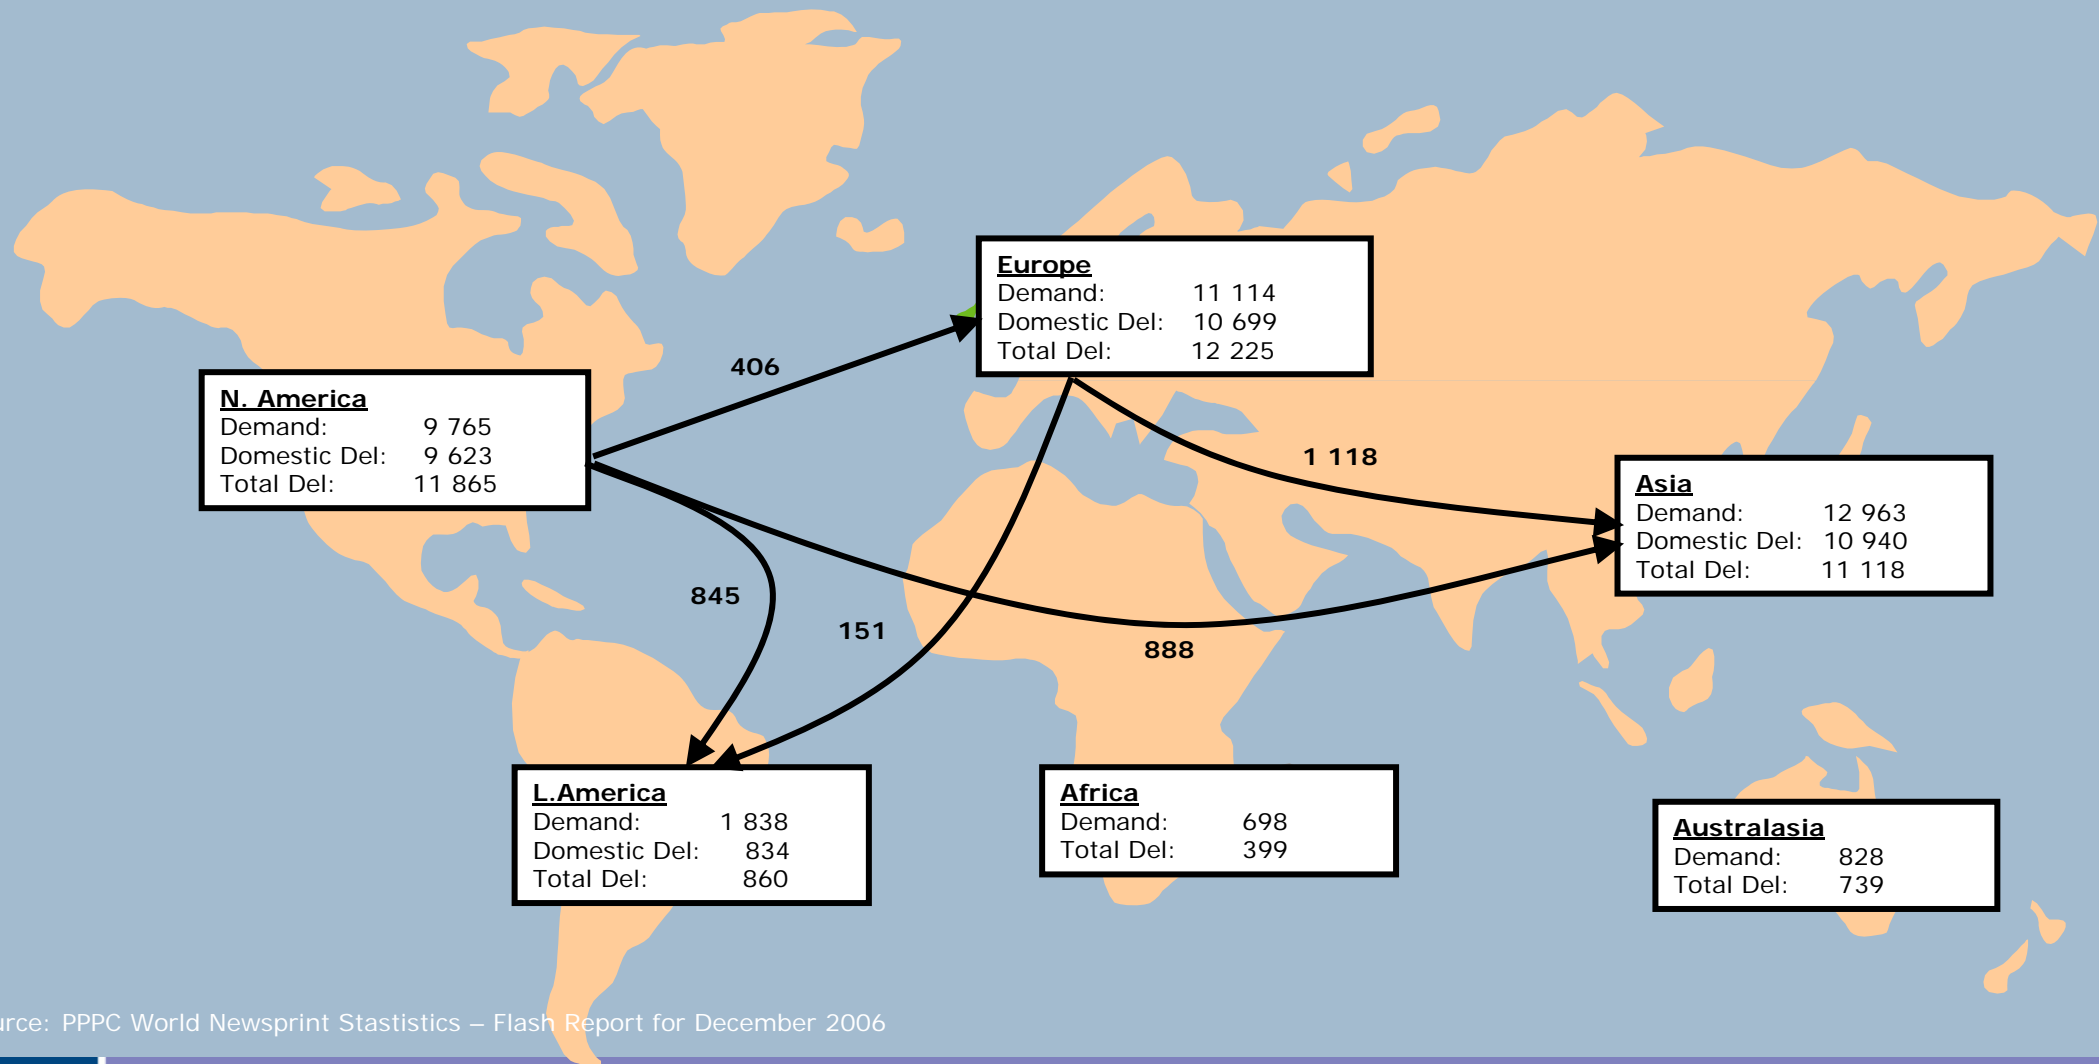 Europe
Demand: 11 114
Domestic Del: 10 699
Total Del: 12 225
406
N. America
Demand: 9 765
Domestic Del: 9 623
Total Del: 11 865
1 118
Asia
Demand: 12 963
Domestic Del: 10 940
Total Del: 11 118
845
151
888
L.America
Demand: 1 838
Domestic Del: 834
Total Del: 860
Africa
Demand: 698
Total Del: 399
Australasia
Demand: 828
Total Del: 739
urce: PPPC World Newsprint Stastistics – Flash Report for December 2006